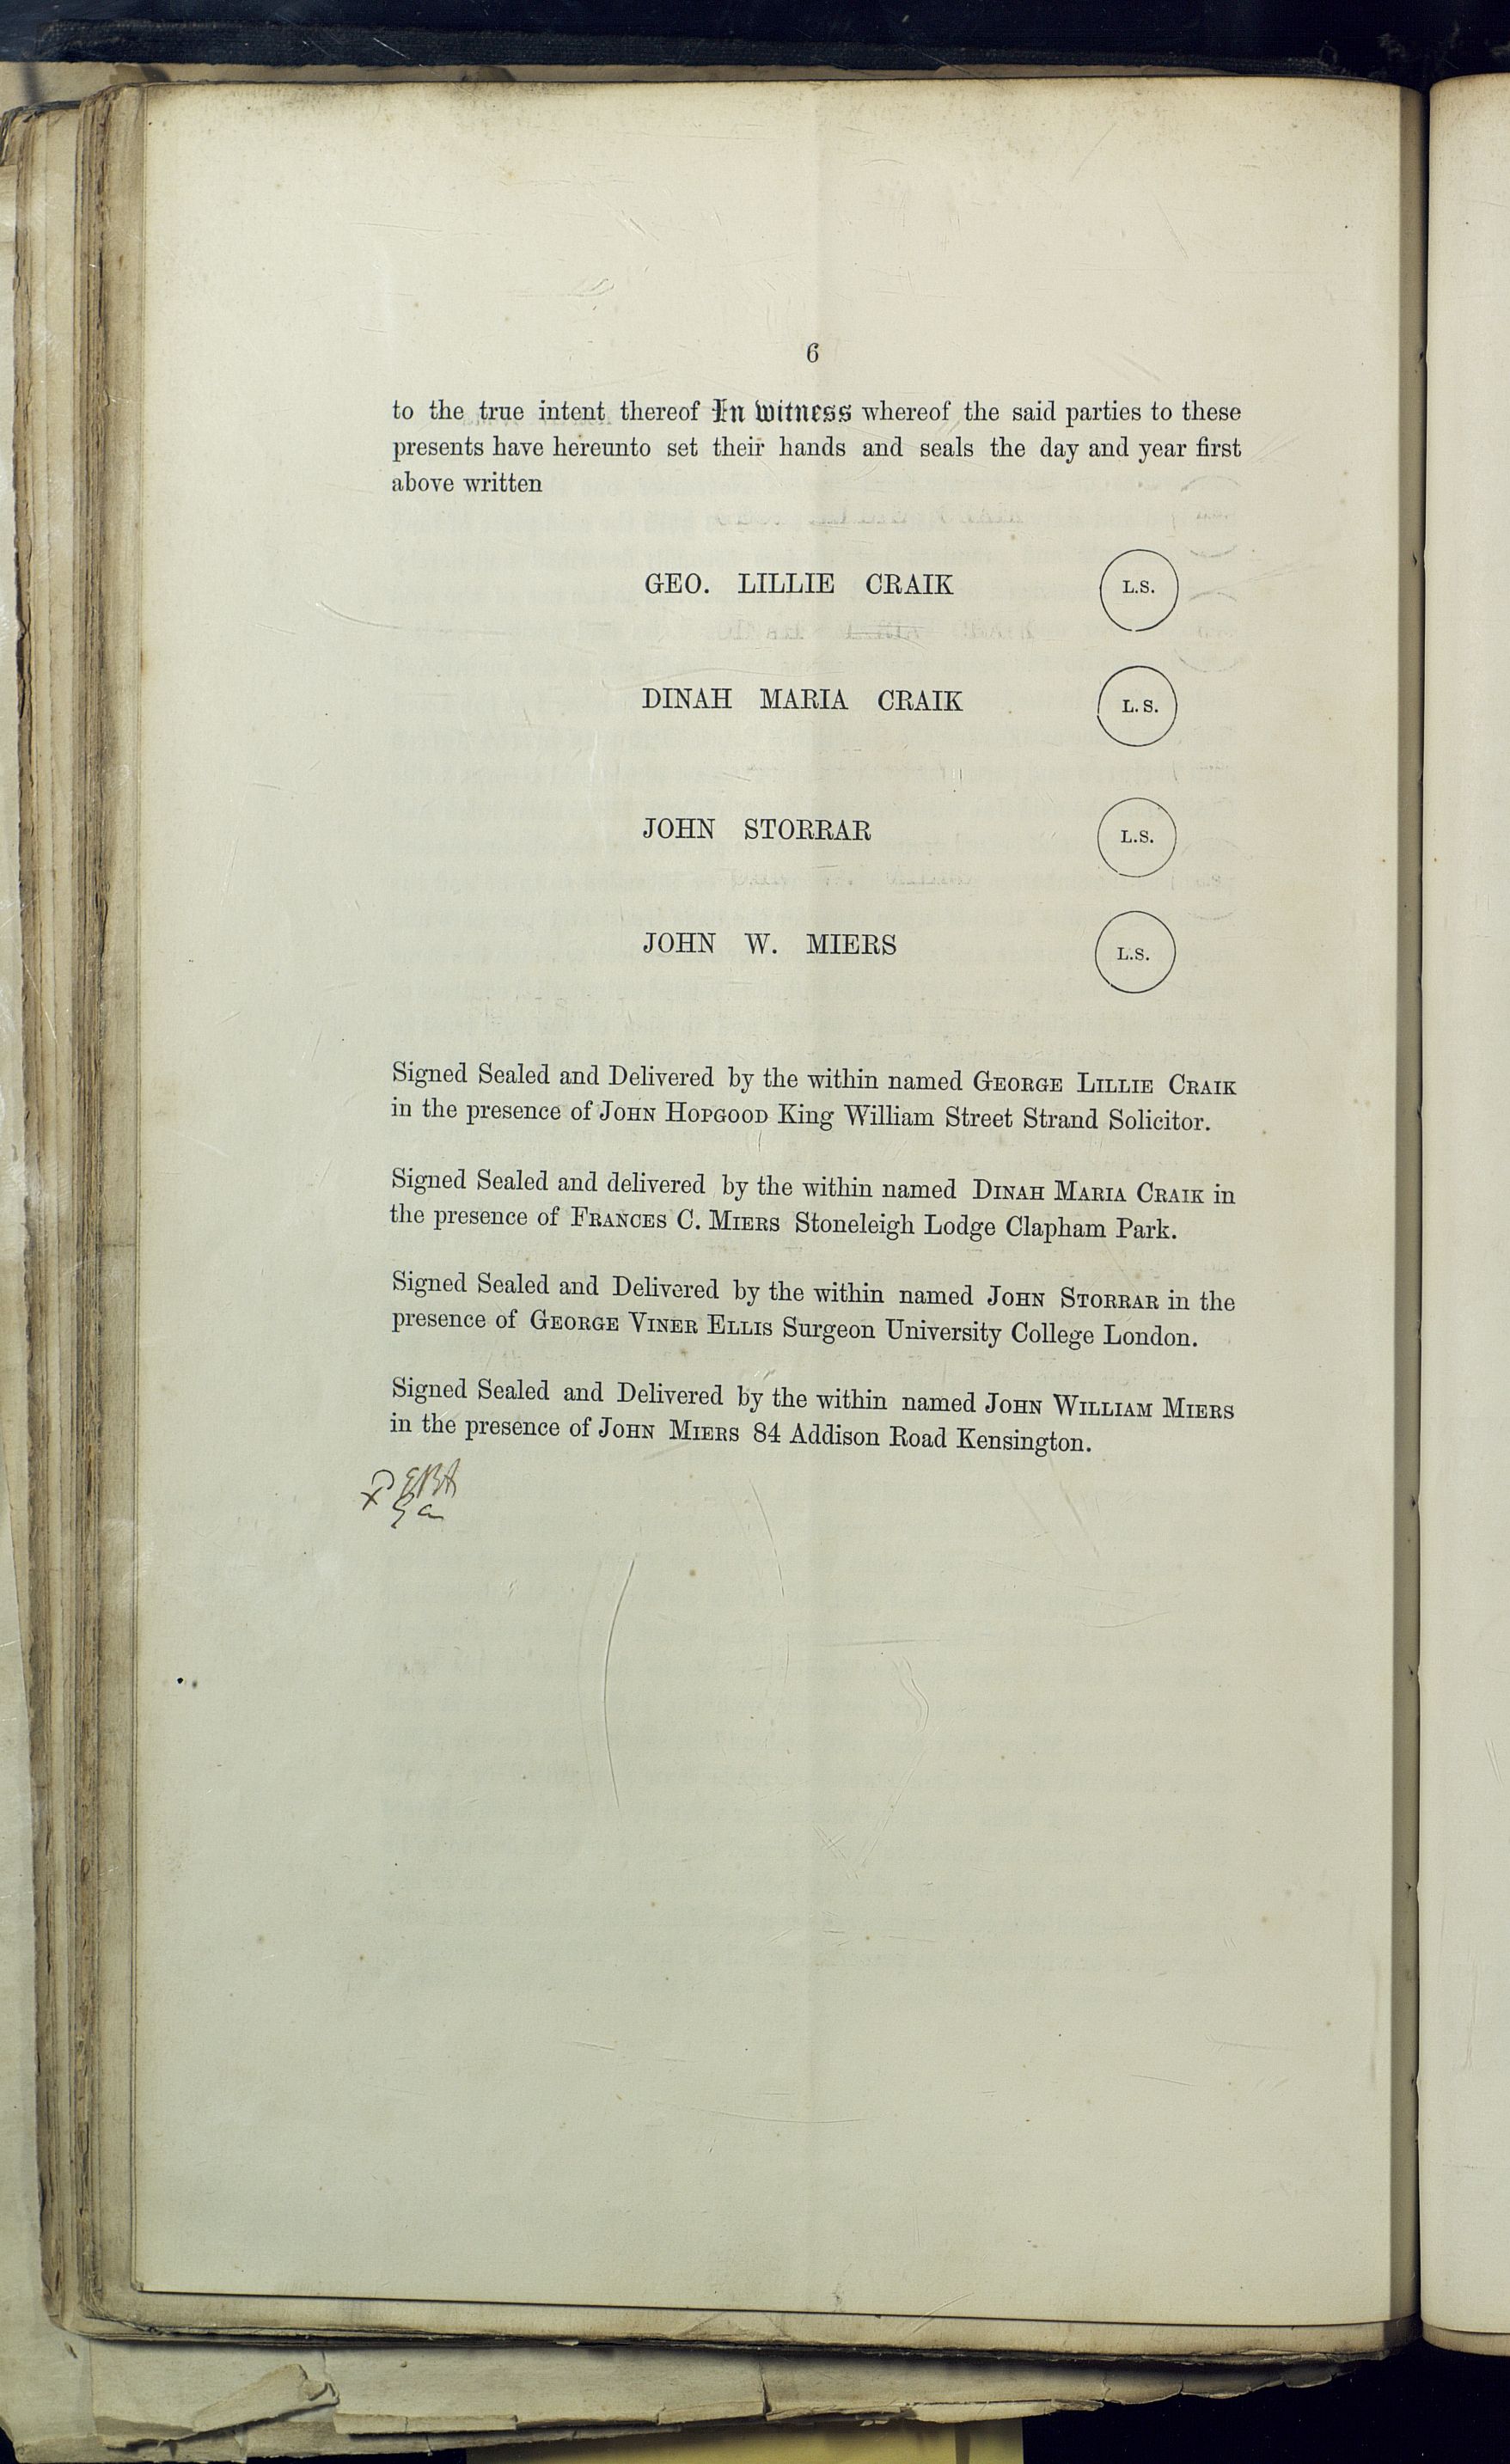 6
to the true intent thereof In witness whereof the said parties to these
presents have hereunto set their hands and seals the day and year first
above written
GEO. LILLIE CRAIK L.S.
DINAH MARIA CRAIK L.S.
JOHN STORRAR L.S.
JOHN W. MIERS L.S.
Signed Sealed and Delivered by the within named GEORGE LILLIE CRAIK
in the presence of JOHN HOPGOOD King William Street Strand Solicitor.
Signed Sealed and delivered by the within named DINAH MARIA CRAIK in
the presence of FRANCES C. MIERS Stoneleigh Lodge Clapham Park.
Signed Sealed and Delivered by the within named JOHN STORRAR in the
presence of GEORGE VINER ELLIS Surgeon University College London.
Signed Sealed and Delivered by the within named JOHN WILLIAM MIERS
in the presence of JOHN MIERS 84 Addison Road Kensington.